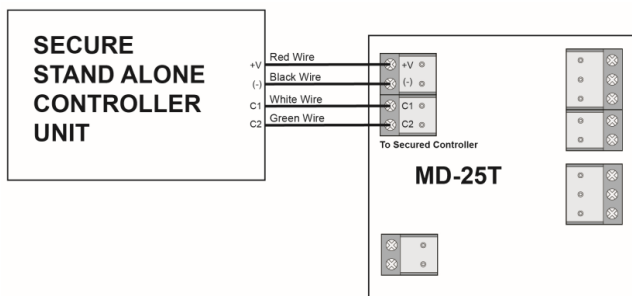 SECURE
STAND ALONE
CONTROLLER
UNIT
+V Red Wire +V
(-) Black Wire (-)
C1 White Wire C1
C2 Green Wire C2
To Secured Controller
MD-25T